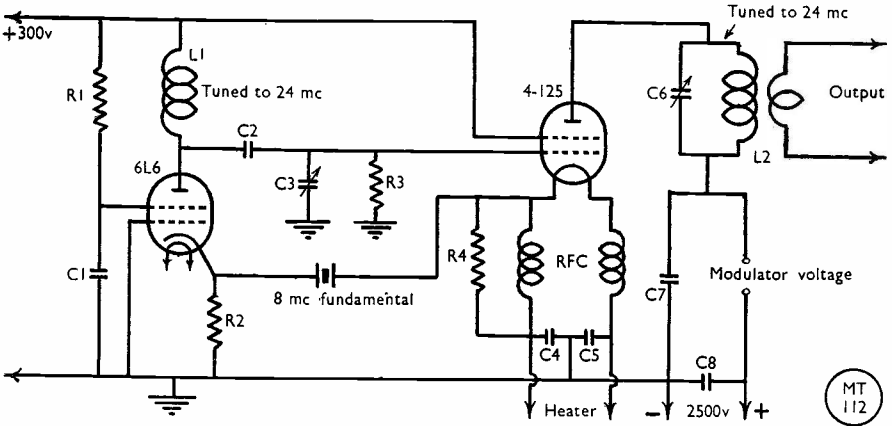 Tuned to 24 mc
+300v
L1
R1
Tuned to 24 mc
4-125
C6
Output
C2
L2
6L6
C3
R3
C1
R4
RFC
C7
Modulator voltage
8 mc fundamental
R2
C4
C5
C8
Heater
- 2500v +
MT
112